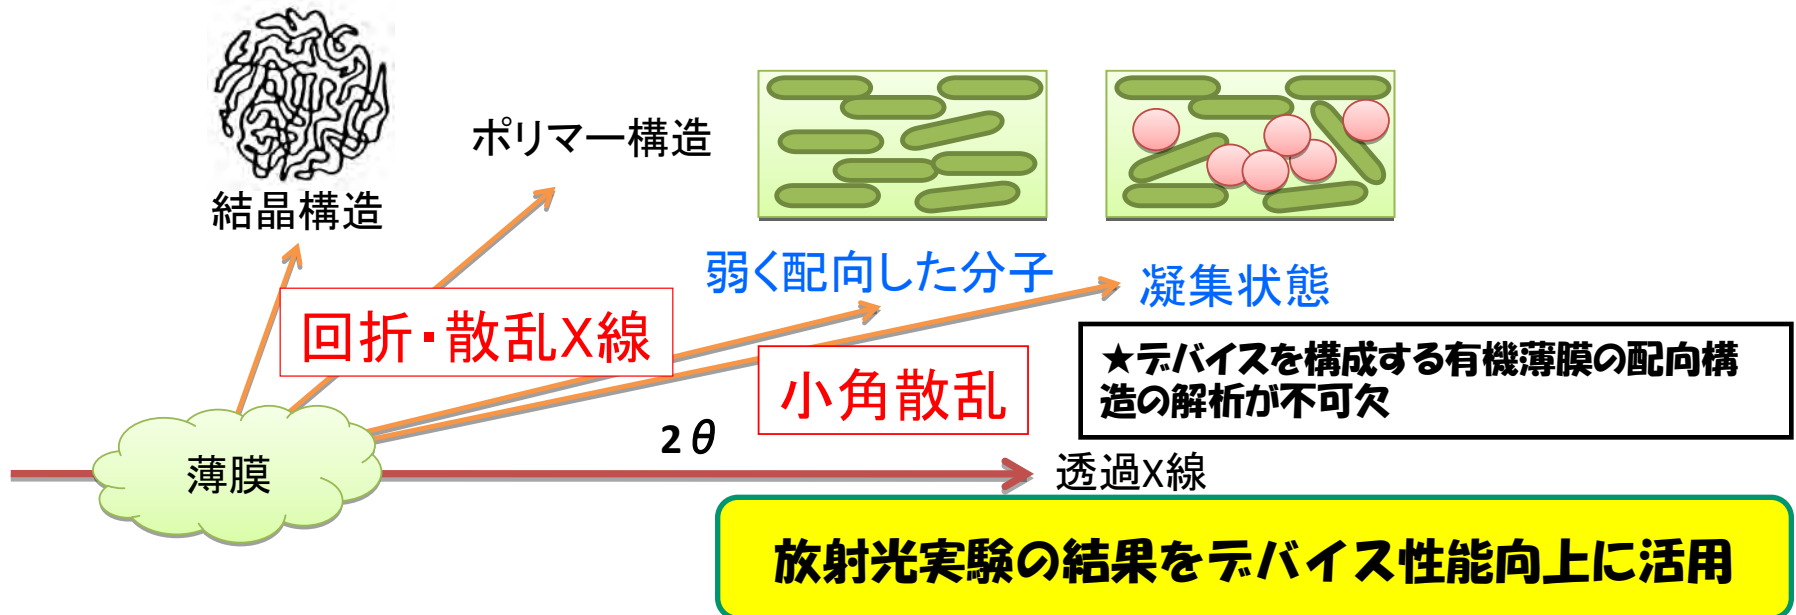 ポリマー構造
結晶構造
弱く配向した分子
凝集状態
回折・散乱X線
小角散乱
★デバイスを構成する有機薄膜の配向構
造の解析が不可欠
2θ
薄膜
透過X線
放射光実験の結果をデバイス性能向上に活用